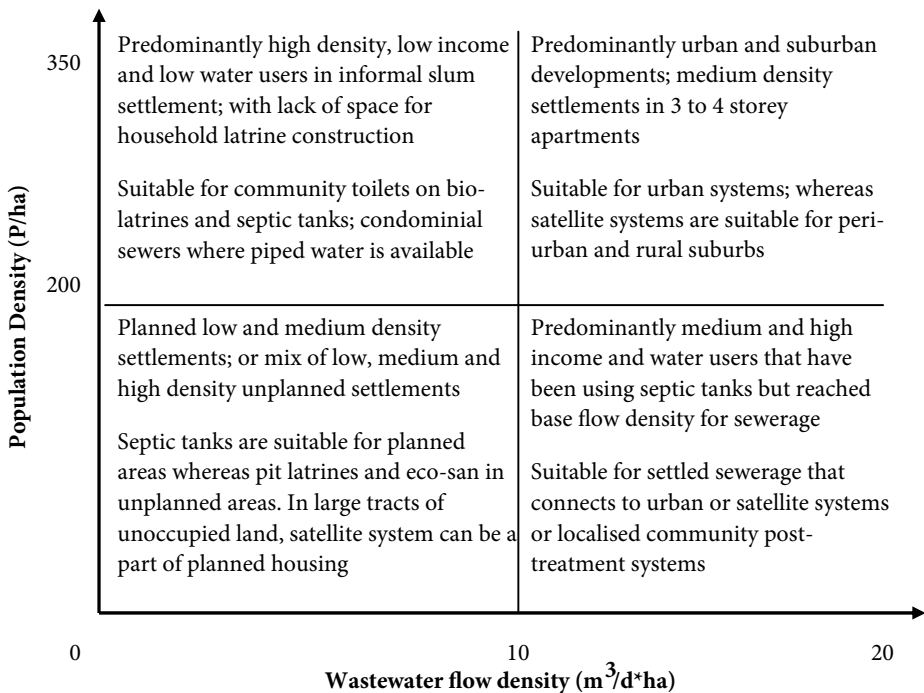 350
Predominantly high density, low income
and low water users in informal slum
settlement; with lack of space for
household latrine construction
Suitable for community toilets on bio-
latrines and septic tanks; condominial
sewers where piped water is available
Predominantly urban and suburban
developments; medium density
settlements in 3 to 4 storey
apartments
Suitable for urban systems; whereas
satellite systems are suitable for peri-
urban and rural suburbs
Population Density (P/ha)
200
Planned low and medium density
settlements; or mix of low, medium and
high density unplanned settlements
Septic tanks are suitable for planned
areas whereas pit latrines and eco-san in
unplanned areas. In large tracts of
unoccupied land, satellite system can be a
part of planned housing
Predominantly medium and high
income and water users that have
been using septic tanks but reached
base flow density for sewerage
Suitable for settled sewerage that
connects to urban or satellite systems
or localised community post-
treatment systems
0
10
20
Wastewater flow density (m³/d*ha)